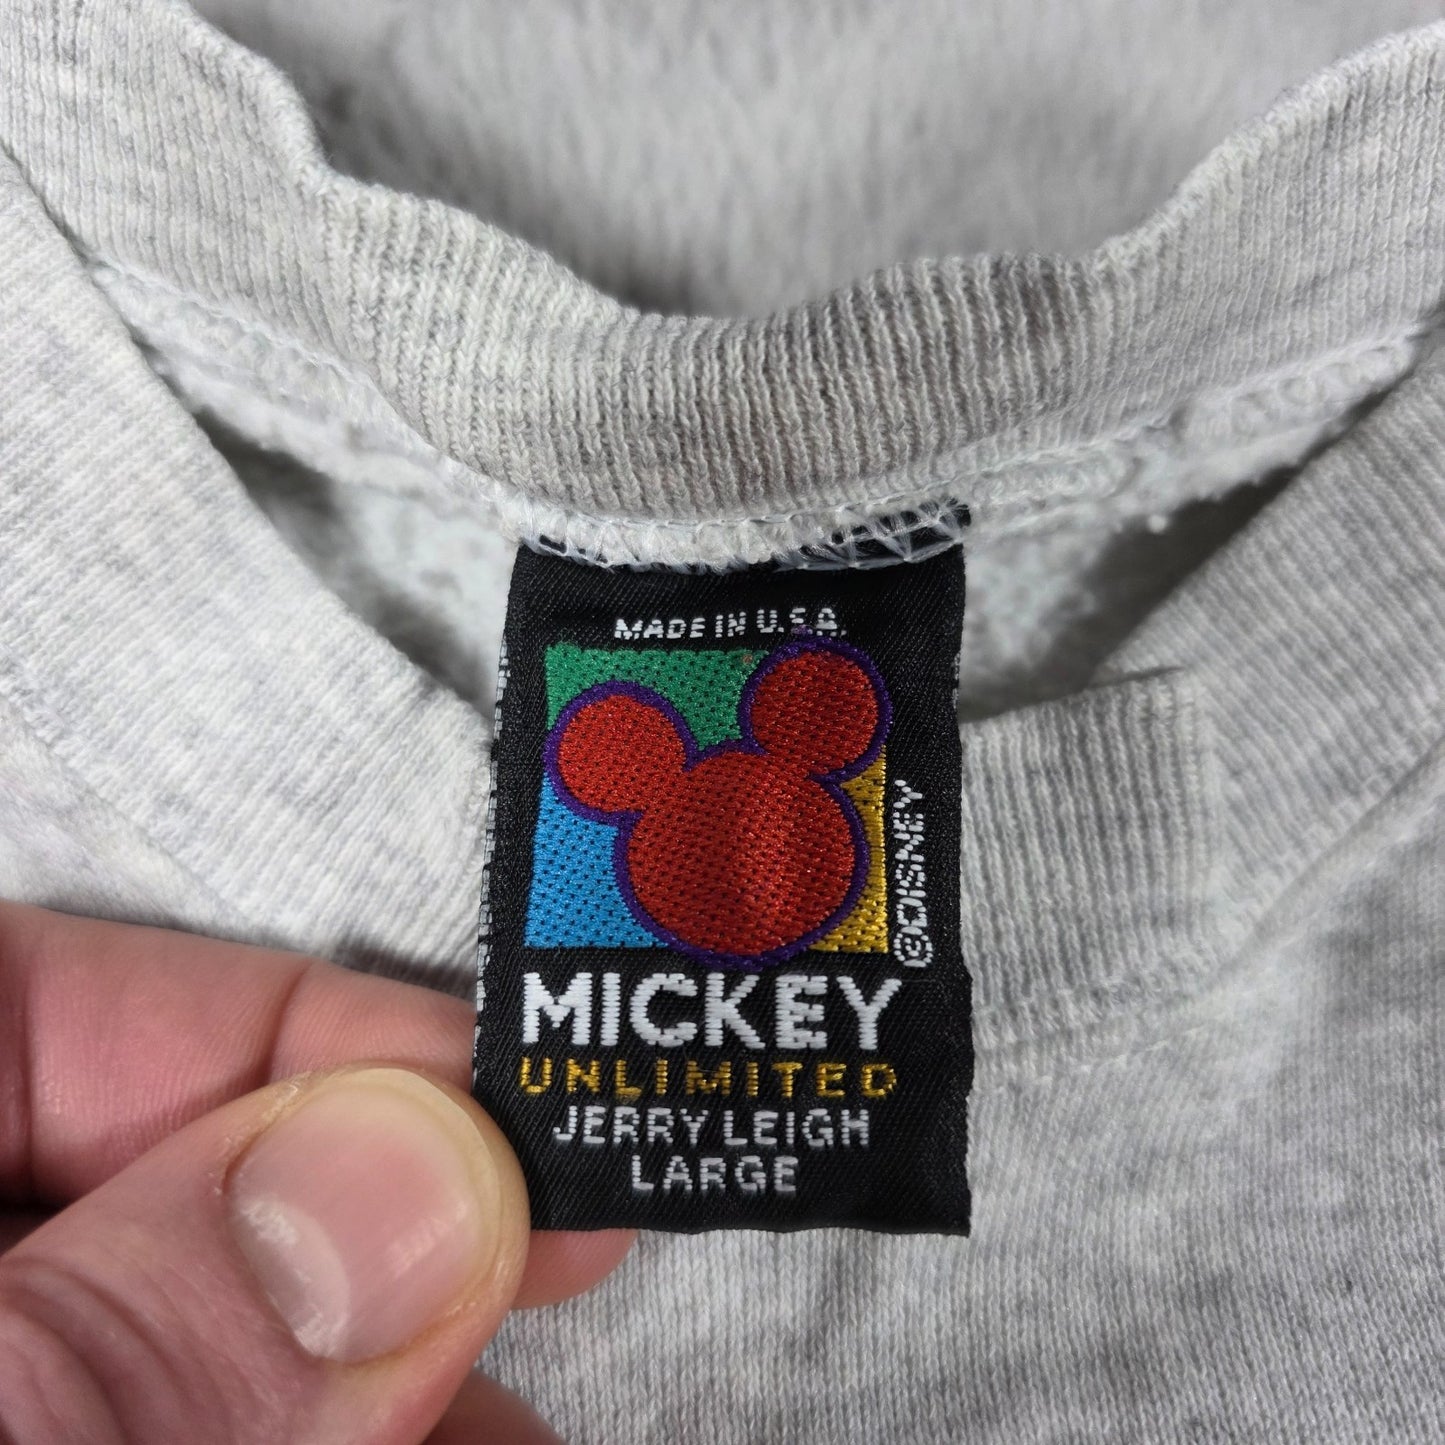 MADE IN U.S.A.
©DISNEY
MICKEY
UNLIMITED
JERRY LEIGH
LARGE